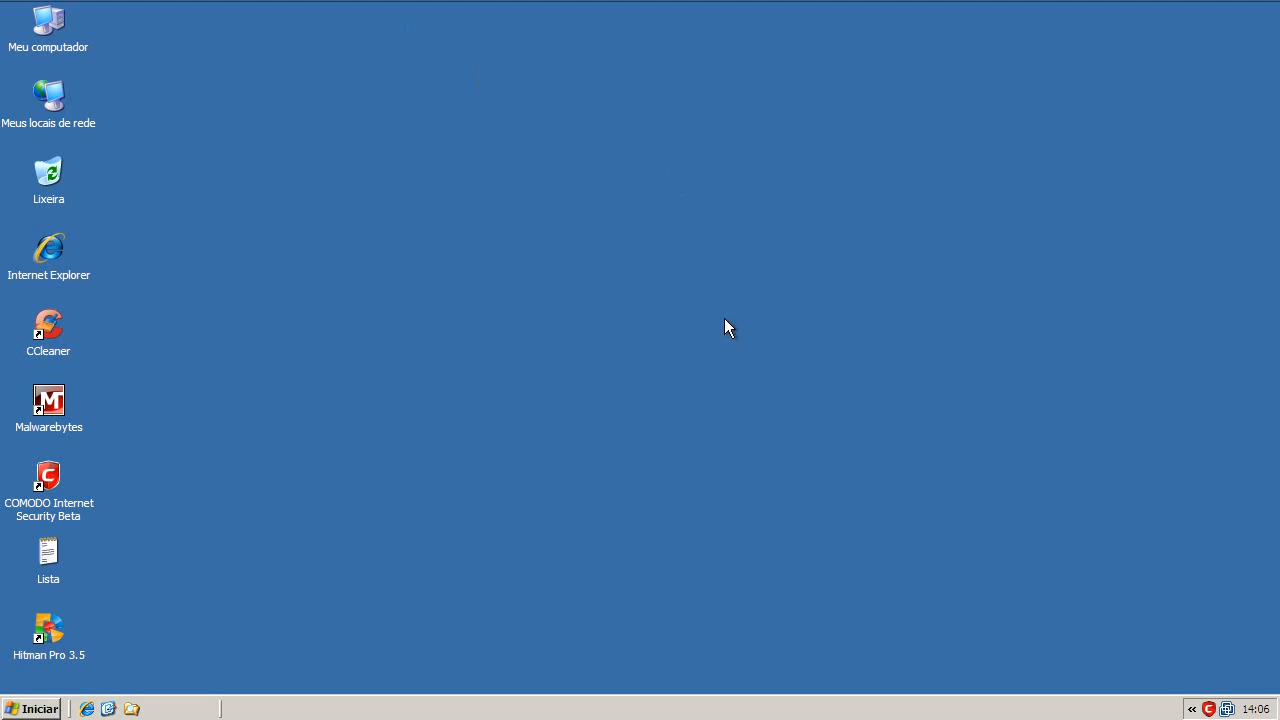 Meu computador
Meus locais de rede
Lixeira
Internet Explorer
CCleaner
Malwarebytes
COMODO Internet
Security Beta
Lista
Hitman Pro 3.5
Iniciar
14:06